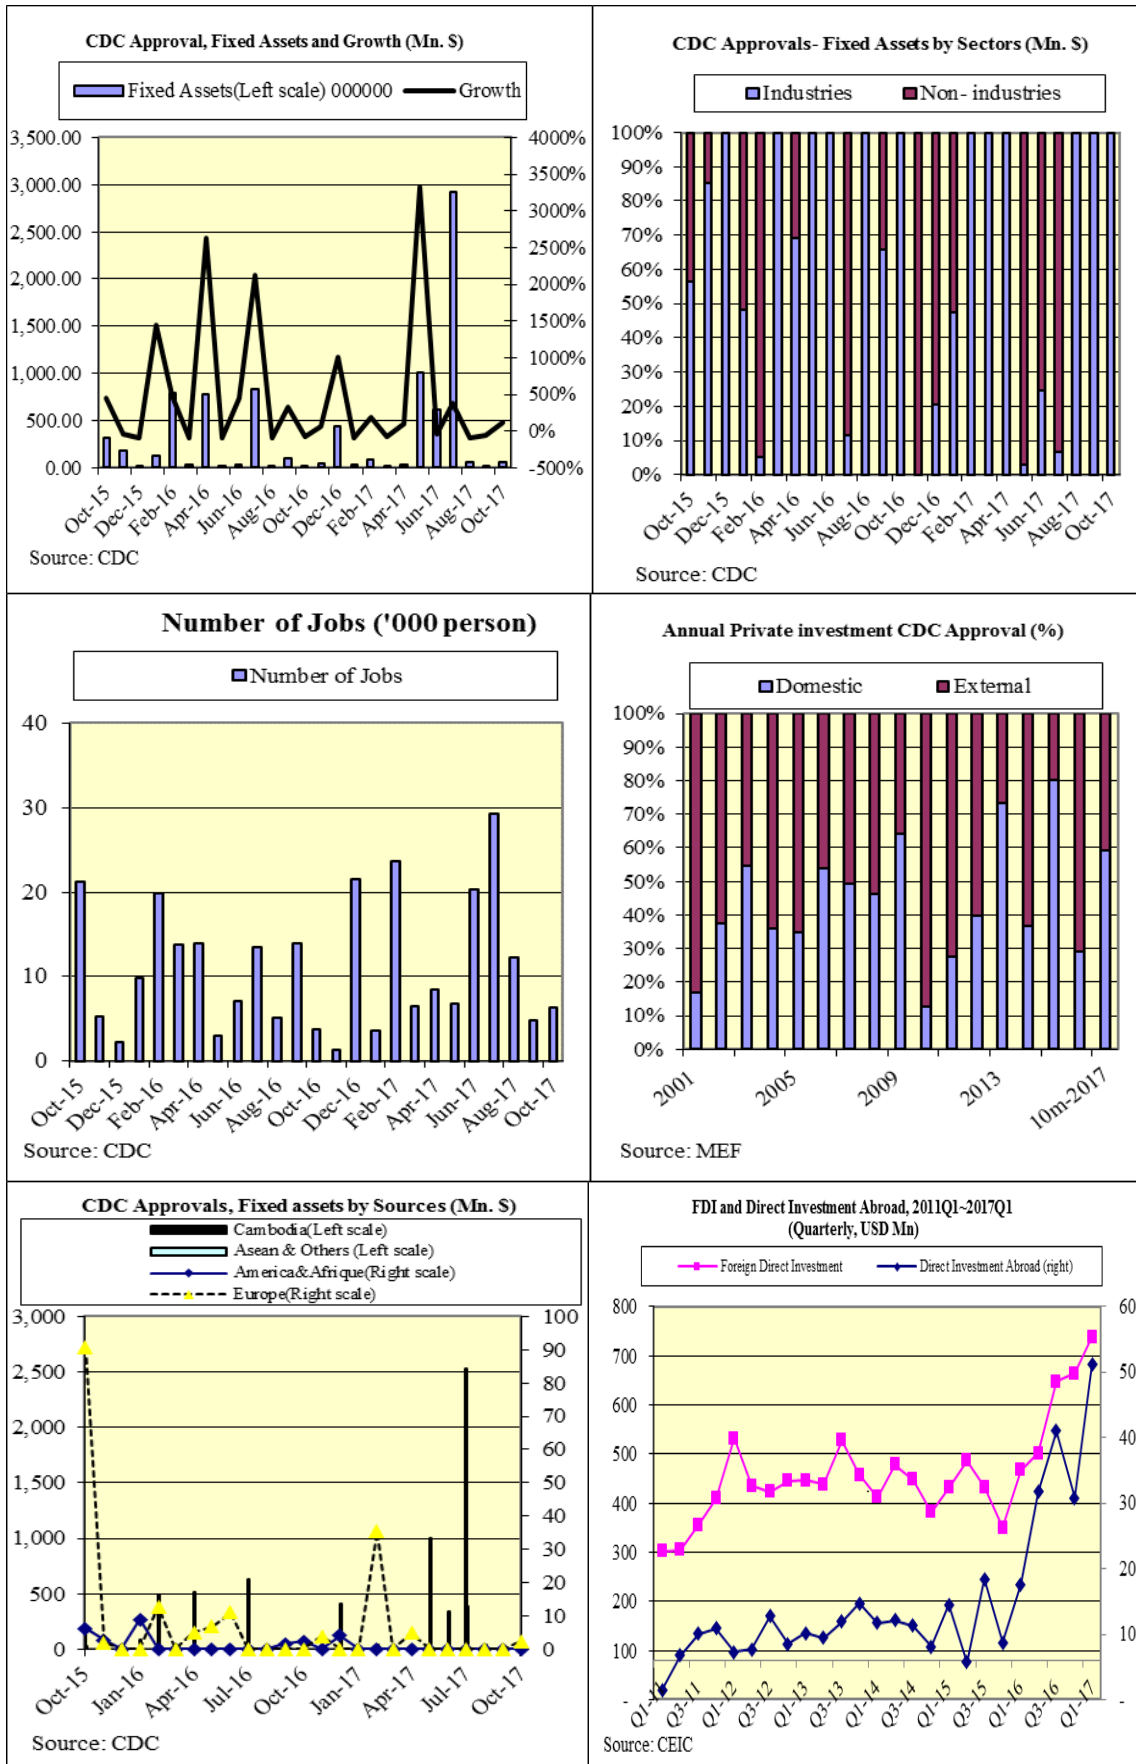 CDC Approval, Fixed Assets and Growth (Mn. $)
Fixed Assets(Left scale) 000000
Growth
3,500.00
3,000.00
2,500.00
2,000.00
1,500.00
1,000.00
500.00
0.00
4000%
3500%
3000%
2500%
2000%
1500%
1000%
500%
0%
-500%
Oct-15
Dec-15
Feb-16
Apr-16
Jun-16
Aug-16
Oct-16
Dec-16
Feb-17
Apr-17
Jun-17
Aug-17
Oct-17
Source: CDC
CDC Approvals- Fixed Assets by Sectors (Mn. $)
Industries
Non- industries
100%
90%
80%
70%
60%
50%
40%
30%
20%
10%
0%
Oct-15
Dec-15
Feb-16
Apr-16
Jun-16
Aug-16
Oct-16
Dec-16
Feb-17
Apr-17
Jun-17
Aug-17
Oct-17
Source: CDC
Number of Jobs ('000 person)
Number of Jobs
40
30
20
10
0
Oct-15
Dec-15
Feb-16
Apr-16
Jun-16
Aug-16
Oct-16
Dec-16
Feb-17
Apr-17
Jun-17
Aug-17
Oct-17
Source: CDC
Annual Private investment CDC Approval (%)
Domestic
External
100%
90%
80%
70%
60%
50%
40%
30%
20%
10%
0%
2001
2005
2009
2013
10m-2017
Source: MEF
CDC Approvals, Fixed assets by Sources (Mn. $)
Cambodia(Left scale)
Asean & Others (Left scale)
America&Afrique(Right scale)
Europe(Right scale)
3,000
2,500
2,000
1,500
1,000
500
0
100
90
80
70
60
50
40
30
20
10
0
Oct-15
Jan-16
Apr-16
Jul-16
Oct-16
Jan-17
Apr-17
Jul-17
Oct-17
Source: CDC
FDI and Direct Investment Abroad, 2011Q1~2017Q1
(Quarterly, USD Mn)
Foreign Direct Investment
Direct Investment Abroad (right)
800
700
600
500
400
300
200
100
-
60
50
40
30
20
10
-
Q1-11
Q3-11
Q1-12
Q3-12
Q1-13
Q3-13
Q1-14
Q3-14
Q1-15
Q3-15
Q1-16
Q3-16
Q1-17
Source: CEIC